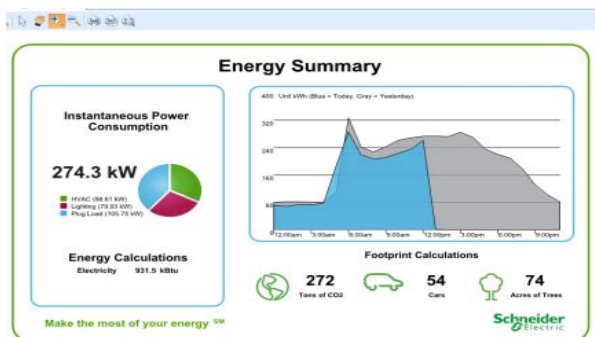 Energy Summary
Instantaneous Power
Consumption
274.3 kW
HVAC (88.61 kW)
Lighting (79.93 kW)
Plug Load (105.75 kW)
Energy Calculations
Electricity 931.5 kBtu
400 Unit kWh (Blue = Today, Gray = Yesterday)
320
240
160
80
0
12:00am 3:00am 6:00am 9:00am 12:00pm 3:00pm 6:00pm 9:00pm
Footprint Calculations
272
Tons of CO2
54
Cars
74
Acres of Trees
Make the most of your energy SM
Schneider
Electric